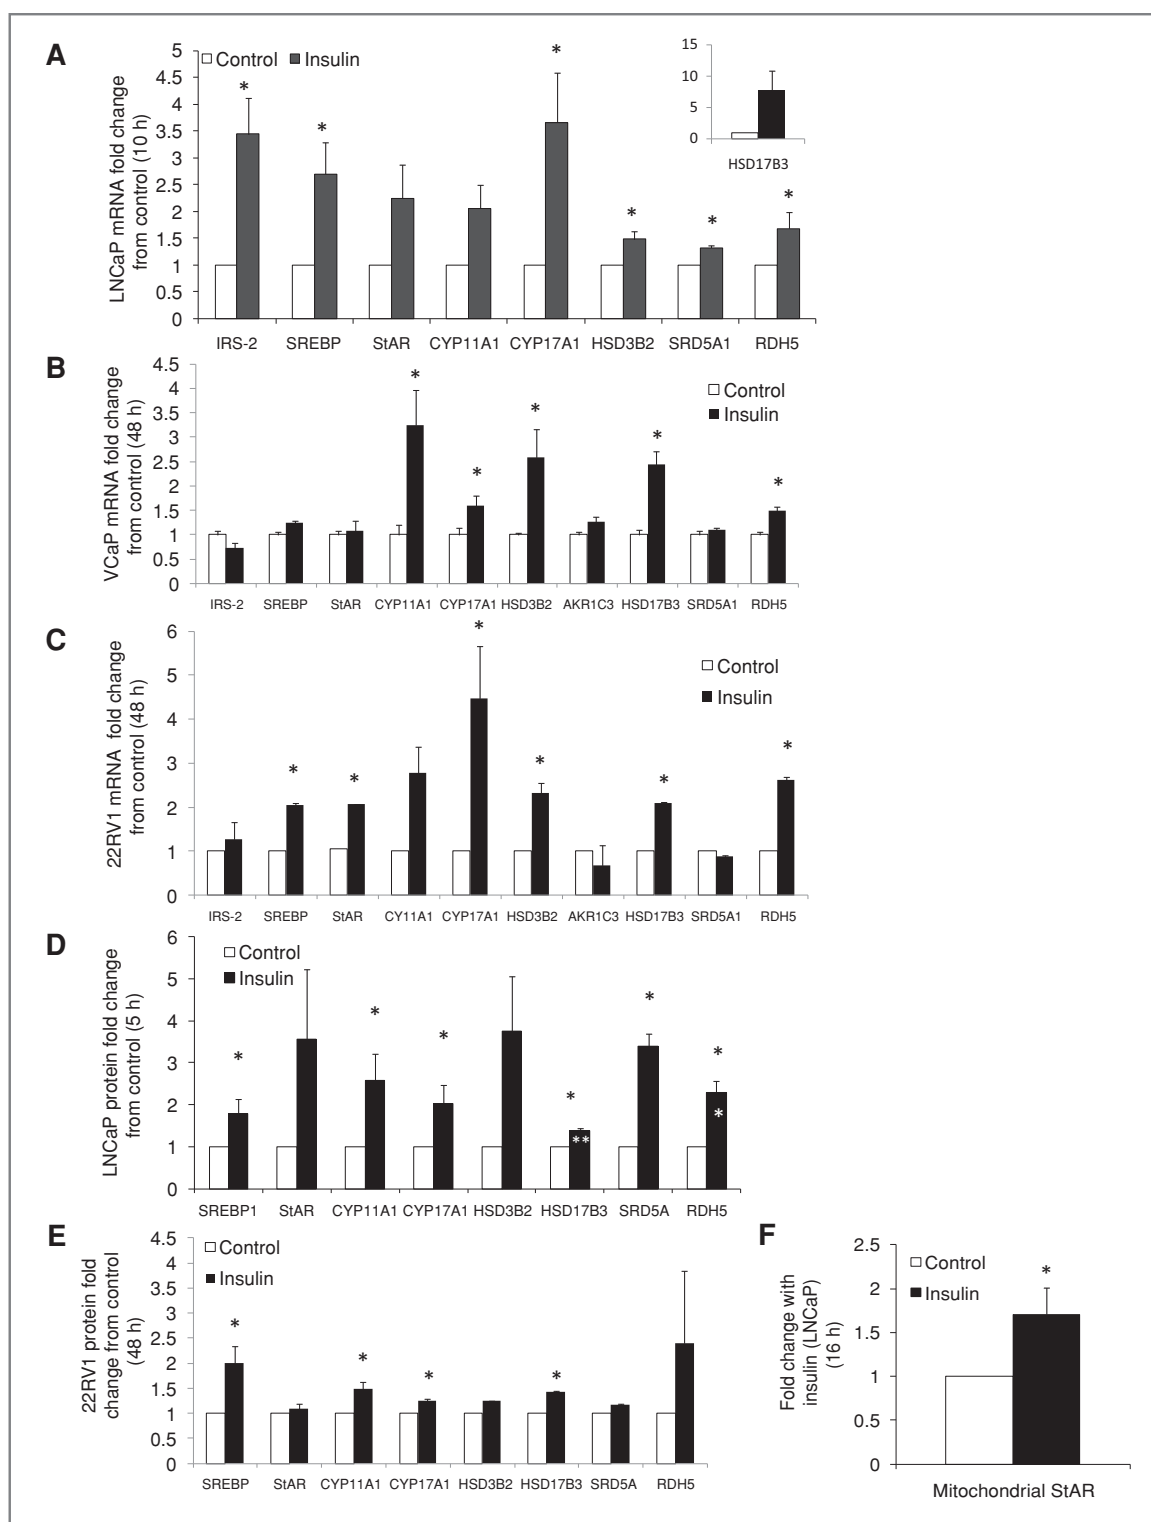 A
LNCaP mRNA fold change
from control (10 h)
Control Insulin
5
4.5
4
3.5
3
2.5
2
1.5
1
0.5
0
* * * * * *
IRS-2 SREBP StAR CYP11A1 CYP17A1 HSD3B2 SRD5A1 RDH5
15
10
5
0
HSD17B3
B
VCaP mRNA fold change
from control (48 h)
4.5
4
3.5
3
2.5
2
1.5
1
0.5
0
Control
Insulin
* * * * *
IRS-2 SREBP StAR CYP11A1 CYP17A1 HSD3B2 AKR1C3 HSD17B3 SRD5A1 RDH5
C
22RV1 mRNA fold change
from control (48 h)
6
5
4
3
2
1
0
Control
Insulin
* * * * * *
IRS-2 SREBP StAR CY11A1 CYP17A1 HSD3B2 AKR1C3 HSD17B3 SRD5A1 RDH5
D
LNCaP protein fold change
from control (5 h)
6
5
4
3
2
1
0
Control
Insulin
* * * * * *
** *
SREBP1 StAR CYP11A1 CYP17A1 HSD3B2 HSD17B3 SRD5A RDH5
E
22RV1 protein fold
change from control
(48 h)
4.5
4
3.5
3
2.5
2
1.5
1
0.5
0
Control
Insulin
* * * *
SREBP StAR CYP11A1 CYP17A1 HSD3B2 HSD17B3 SRD5A RDH5
F
Fold change with
insulin (LNCaP)
(16 h)
2.5
2
1.5
1
0.5
0
Control
Insulin
*
Mitochondrial StAR